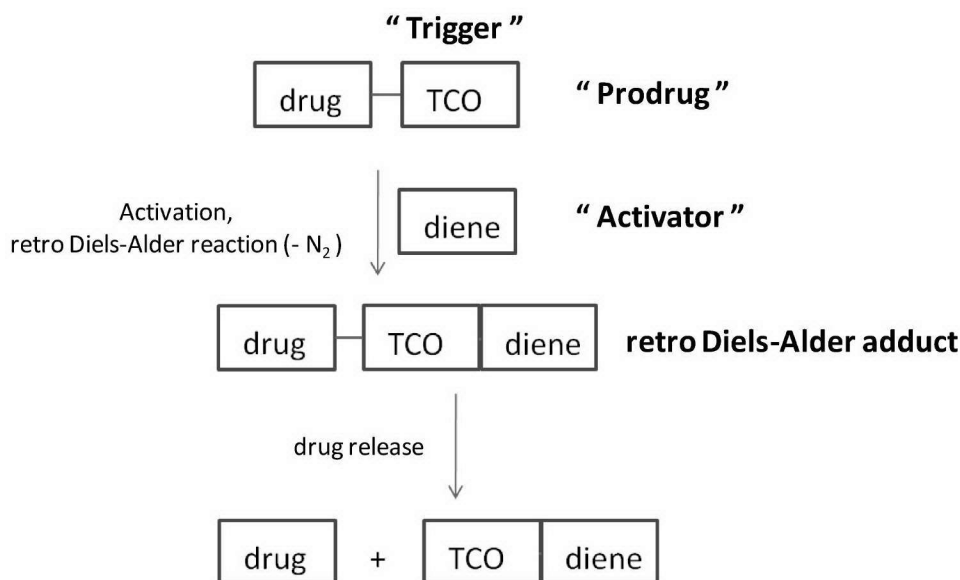 “ Trigger ”
drug TCO “ Prodrug ”
Activation,
retro Diels-Alder reaction (- N₂ )
diene “ Activator ”
drug TCO diene retro Diels-Alder adduct
drug release
drug + TCO diene